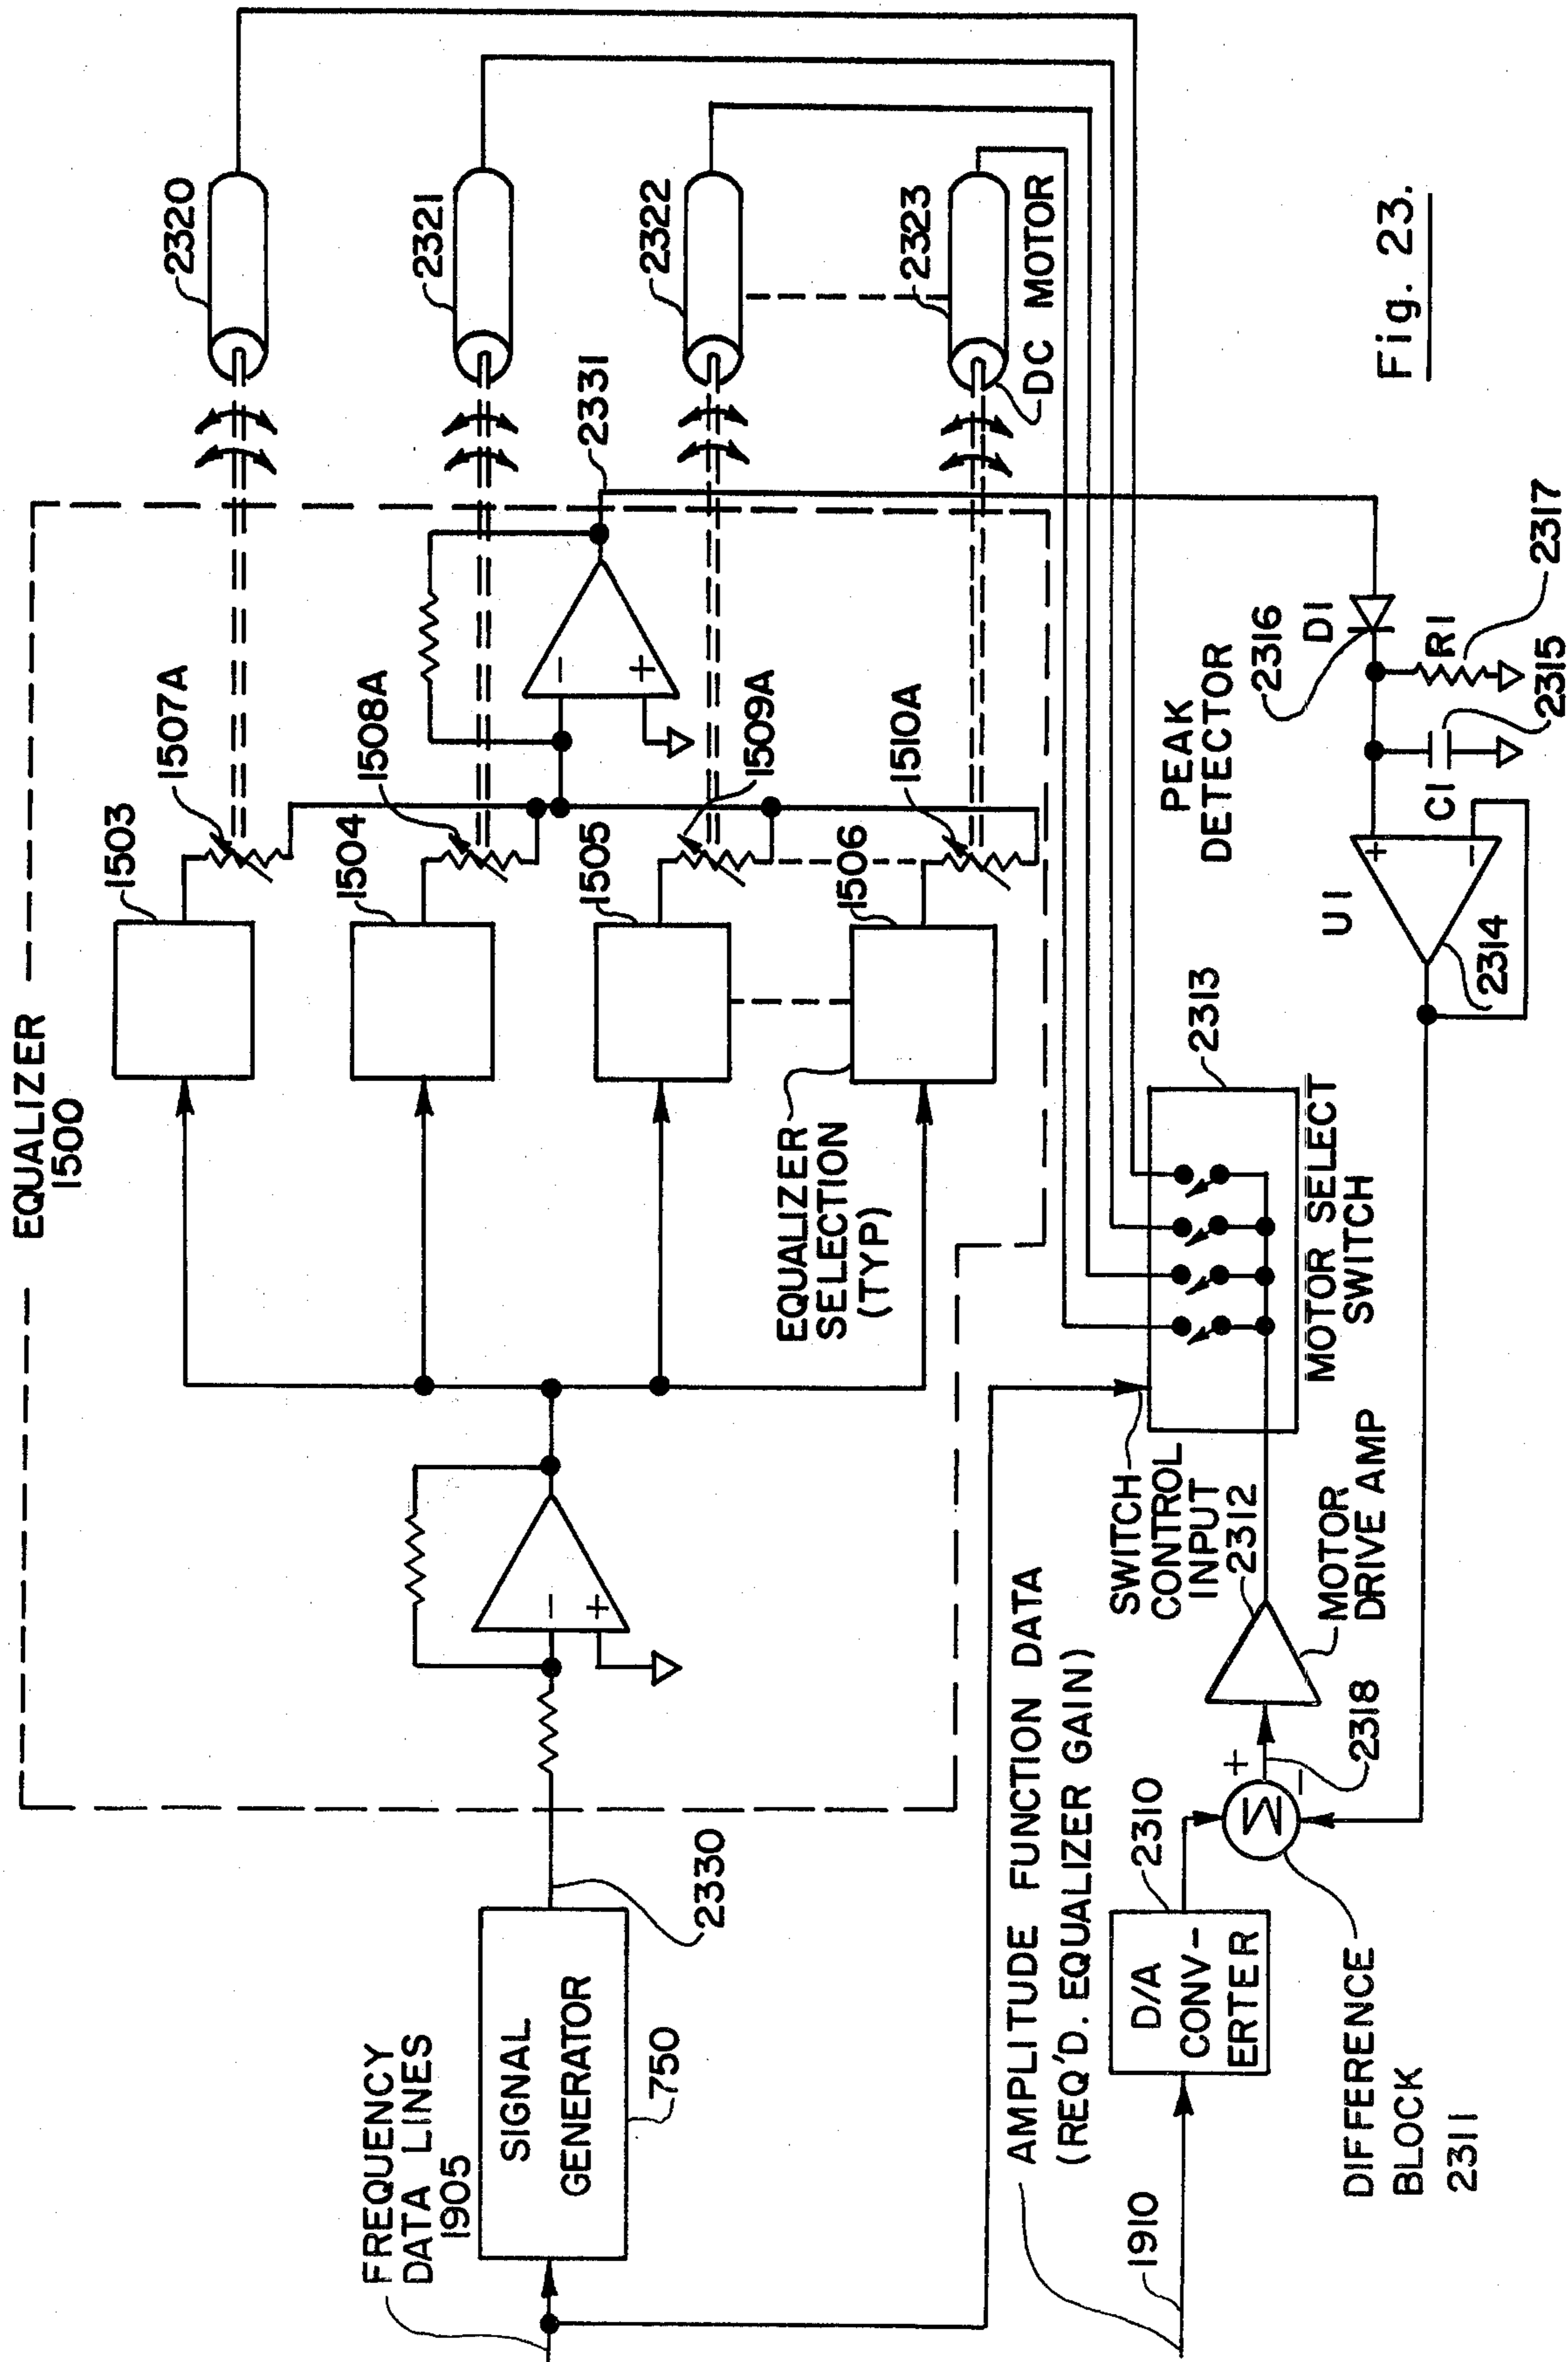 EQUALIZER
1500
1503
1507A
2320
1504
1508A
2321
2331
1505
1509A
2322
1506
1510A
2323
DC MOTOR
−
+
−
+
EQUALIZER
SELECTION
(TYP)
FREQUENCY
DATA LINES
1905
SIGNAL
GENERATOR
750
2330
AMPLITUDE FUNCTION DATA
(REQ'D. EQUALIZER GAIN)
1910
D/A
CONV-
ERTER
2310
Σ
+
−
DIFFERENCE
BLOCK
2311
2318
MOTOR
DRIVE AMP
2312
SWITCH
CONTROL
INPUT
2313
MOTOR SELECT
SWITCH
PEAK
DETECTOR
2316
D1
R1
2317
C1
2315
U1
+
−
2314
Fig. 23.